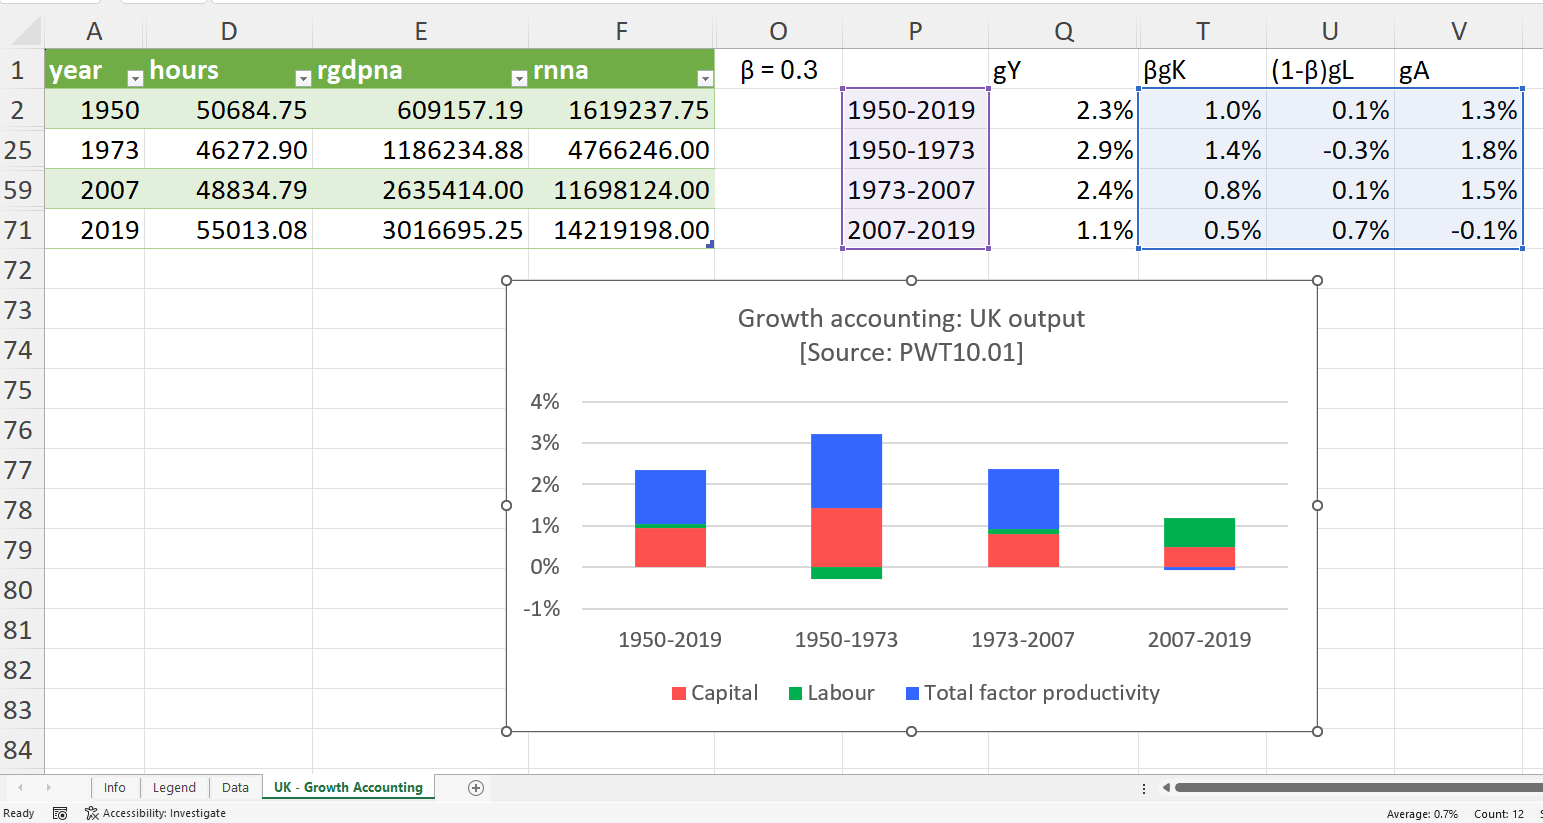 A D E F O P Q T U V
1 year hours rgdpna rnna β = 0.3 gY βgK (1-β)gL gA
2 1950 50684.75 609157.19 1619237.75 1950-2019 2.3% 1.0% 0.1% 1.3%
25 1973 46272.90 1186234.88 4766246.00 1950-1973 2.9% 1.4% -0.3% 1.8%
59 2007 48834.79 2635414.00 11698124.00 1973-2007 2.4% 0.8% 0.1% 1.5%
71 2019 55013.08 3016695.25 14219198.00 2007-2019 1.1% 0.5% 0.7% -0.1%
72
73
74
75
76
77
78
79
80
81
82
83
84
Growth accounting: UK output
[Source: PWT10.01]
4%
3%
2%
1%
0%
-1%
1950-2019 1950-1973 1973-2007 2007-2019
Capital Labour Total factor productivity
Info Legend Data UK - Growth Accounting
Ready Accessibility: Investigate Average: 0.7% Count: 12